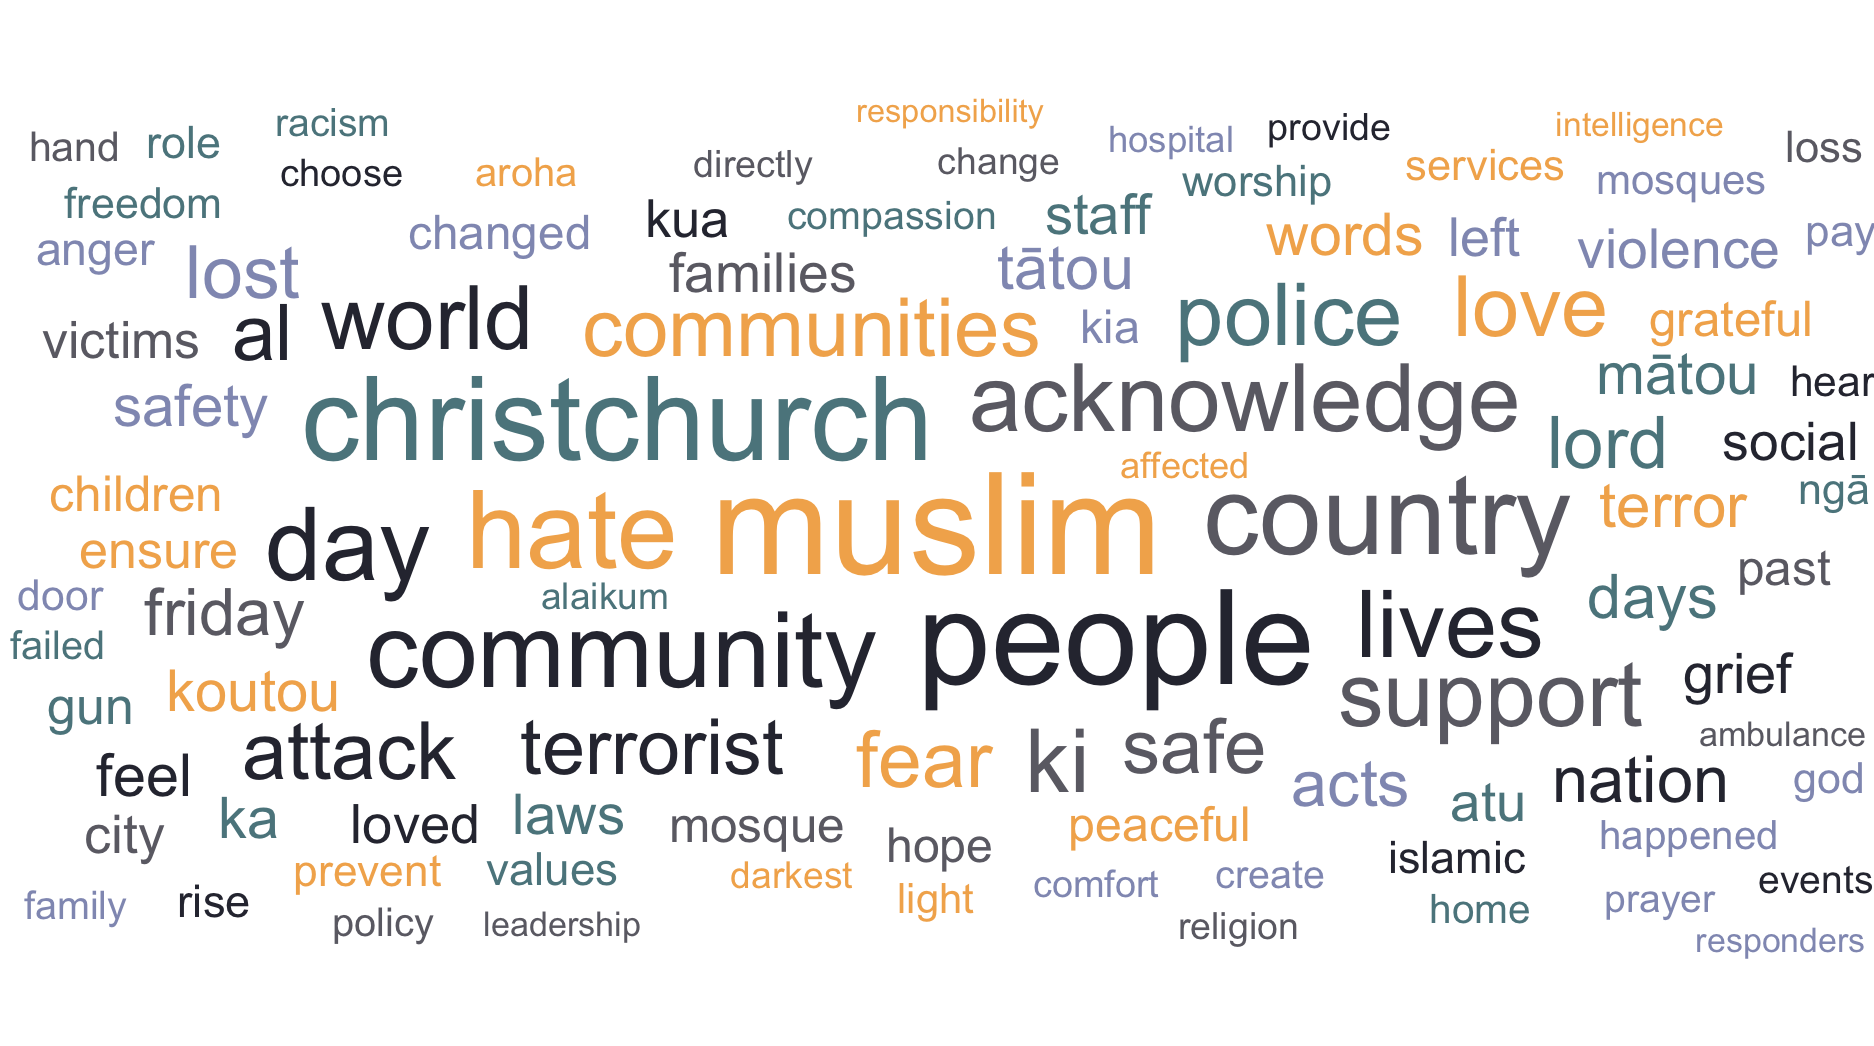 responsibility
racism hospital provide intelligence
hand role choose aroha directly change worship services mosques loss
freedom changed kua compassion staff words left violence pay
anger lost families tātou
victims al world communities kia police love grateful
safety christchurch acknowledge mātou hear
lord social
affected
children hate muslim country terror ngā
ensure day past
door friday alaikum days
failed community people lives
gun koutou support grief
feel attack terrorist fear ki safe acts nation ambulance god
city ka loved laws mosque hope peaceful atu happened
prevent values darkest comfort create islamic events
family rise light home prayer
policy leadership religion responders